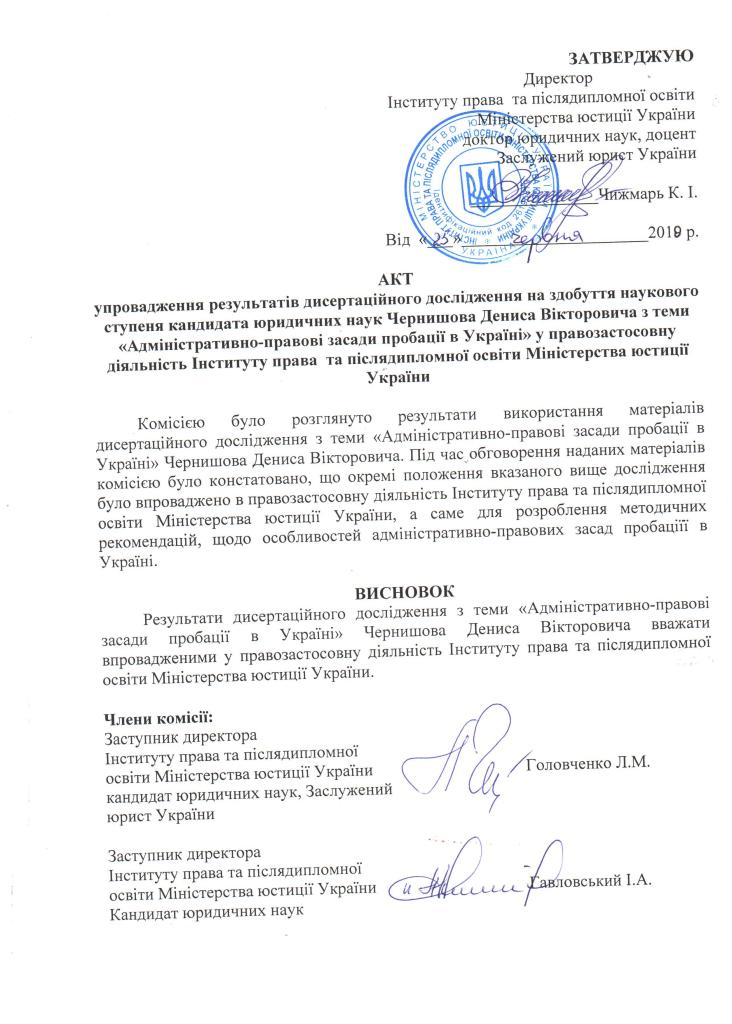 ЗАТВЕРДЖУЮ
Директор
Інституту права та післядипломної освіти
Міністерства юстиції України
доктор юридичних наук, доцент
Заслужений юрист України
Чижмарь К. І.
Від «25» червня 2019 р.
АКТ
упровадження результатів дисертаційного дослідження на здобуття наукового
ступеня кандидата юридичних наук Чернишова Дениса Вікторовича з теми
«Адміністративно-правові засади пробації в Україні» у правозастосовну
діяльність Інституту права та післядипломної освіти Міністерства юстиції
України
Комісією було розглянуто результати використання матеріалів
дисертаційного дослідження з теми «Адміністративно-правові засади пробації в
Україні» Чернишова Дениса Вікторовича. Під час обговорення наданих матеріалів
комісією було констатовано, що окремі положення вказаного вище дослідження
було впроваджено в правозастосовну діяльність Інституту права та післядипломної
освіти Міністерства юстиції України, а саме для розроблення методичних
рекомендацій, щодо особливостей адміністративно-правових засад пробаціїї в
Україні.
ВИСНОВОК
Результати дисертаційного дослідження з теми «Адміністративно-правові
засади пробації в Україні» Чернишова Дениса Вікторовича вважати
впровадженими у правозастосовну діяльність Інституту права та післядипломної
освіти Міністерства юстиції України.
Члени комісії:
Заступник директора
Інституту права та післядипломної
освіти Міністерства юстиції України
кандидат юридичних наук, Заслужений
юрист України
Головченко Л.М.
Заступник директора
Інституту права та післядипломної
освіти Міністерства юстиції України
Кандидат юридичних наук
Гавловський І.А.